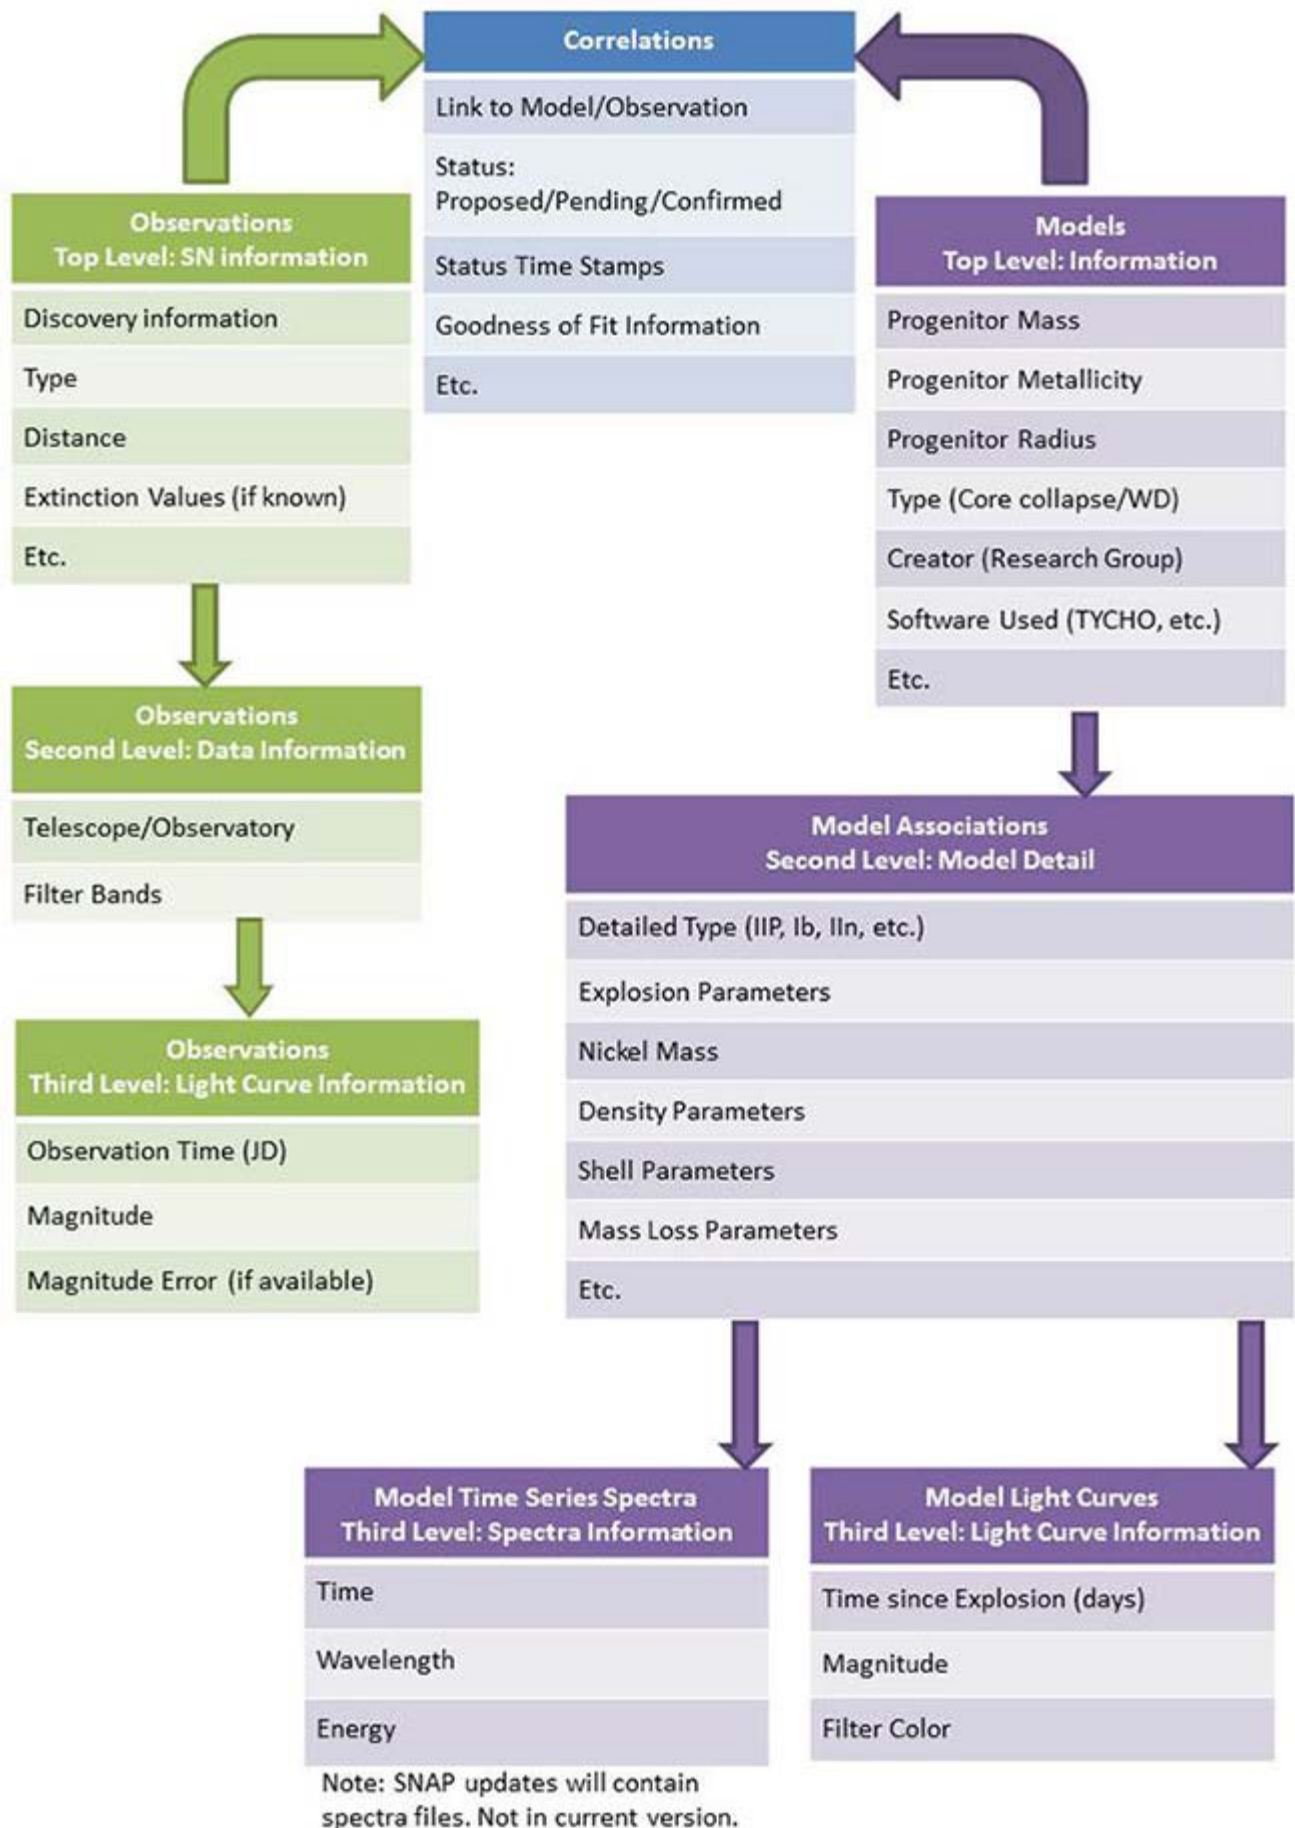 Correlations
Link to Model/Observation
Status:
Proposed/Pending/Confirmed
Status Time Stamps
Goodness of Fit Information
Etc.
Observations
Top Level: SN information
Discovery information
Type
Distance
Extinction Values (if known)
Etc.
Observations
Second Level: Data Information
Telescope/Observatory
Filter Bands
Observations
Third Level: Light Curve Information
Observation Time (JD)
Magnitude
Magnitude Error (if available)
Models
Top Level: Information
Progenitor Mass
Progenitor Metallicity
Progenitor Radius
Type (Core collapse/WD)
Creator (Research Group)
Software Used (TYCHO, etc.)
Etc.
Model Associations
Second Level: Model Detail
Detailed Type (IIP, Ib, IIn, etc.)
Explosion Parameters
Nickel Mass
Density Parameters
Shell Parameters
Mass Loss Parameters
Etc.
Model Time Series Spectra
Third Level: Spectra Information
Time
Wavelength
Energy
Note: SNAP updates will contain
spectra files. Not in current version.
Model Light Curves
Third Level: Light Curve Information
Time since Explosion (days)
Magnitude
Filter Color